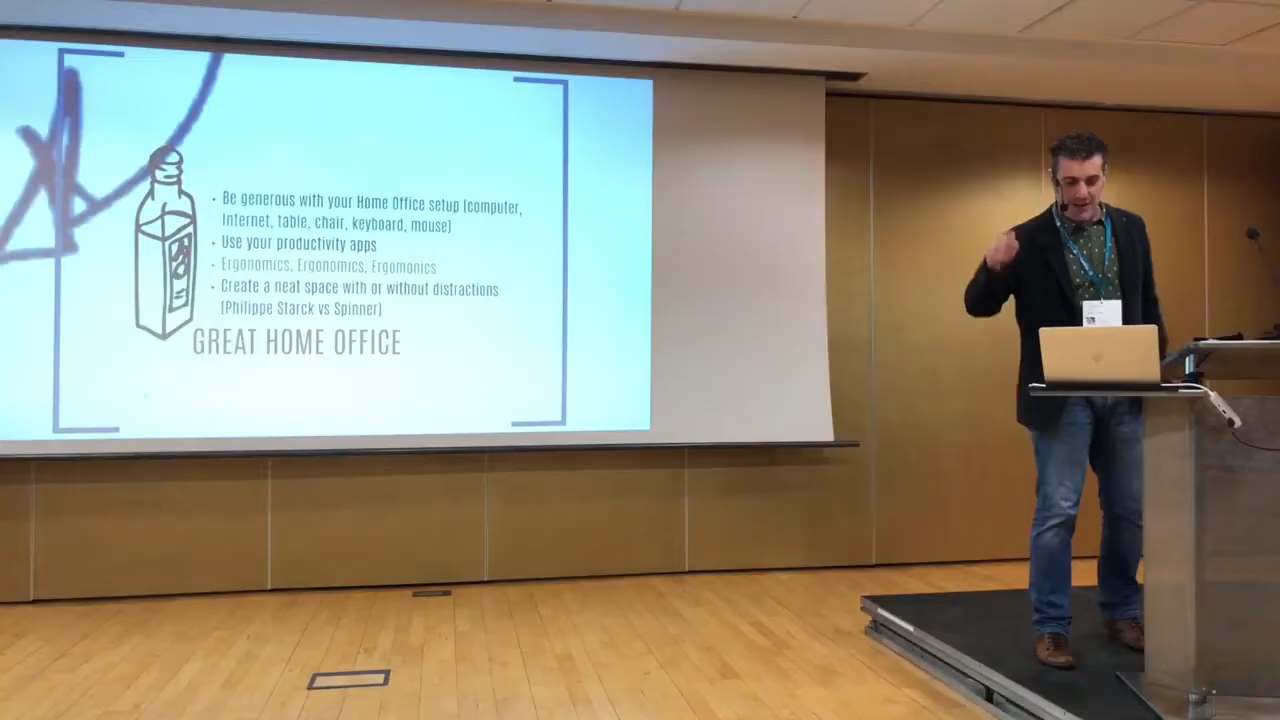 • Be generous with your Home Office setup (computer,
Internet, table, chair, keyboard, mouse)
• Use your productivity apps
• Ergonomics, Ergonomics, Ergomonics
• Create a neat space with or without distractions
(Philippe Starck vs Spinner)
GREAT HOME OFFICE